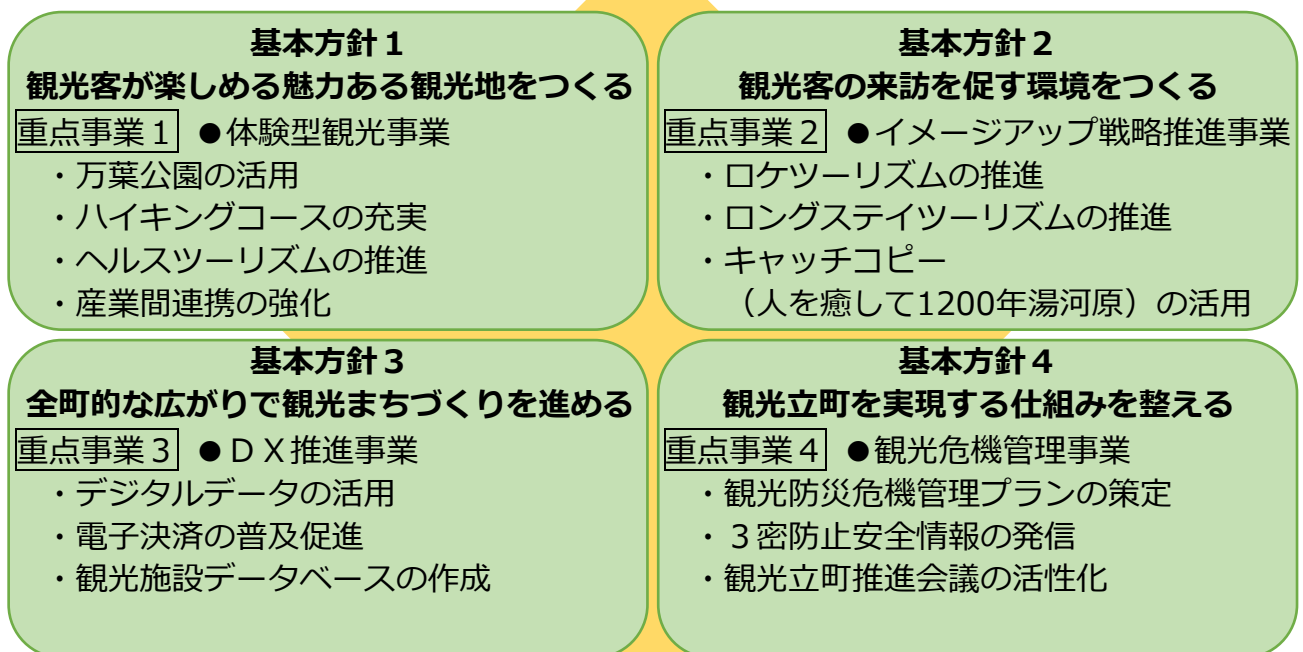 基本方針１
観光客が楽しめる魅力ある観光地をつくる
重点事業１ ●体験型観光事業
・万葉公園の活用
・ハイキングコースの充実
・ヘルスツーリズムの推進
・産業間連携の強化
基本方針２
観光客の来訪を促す環境をつくる
重点事業２ ●イメージアップ戦略推進事業
・ロケツーリズムの推進
・ロングステイツーリズムの推進
・キャッチコピー
（人を癒して1200年湯河原）の活用
基本方針３
全町的な広がりで観光まちづくりを進める
重点事業３ ●ＤＸ推進事業
・デジタルデータの活用
・電子決済の普及促進
・観光施設データベースの作成
基本方針４
観光立町を実現する仕組みを整える
重点事業４ ●観光危機管理事業
・観光防災危機管理プランの策定
・３密防止安全情報の発信
・観光立町推進会議の活性化